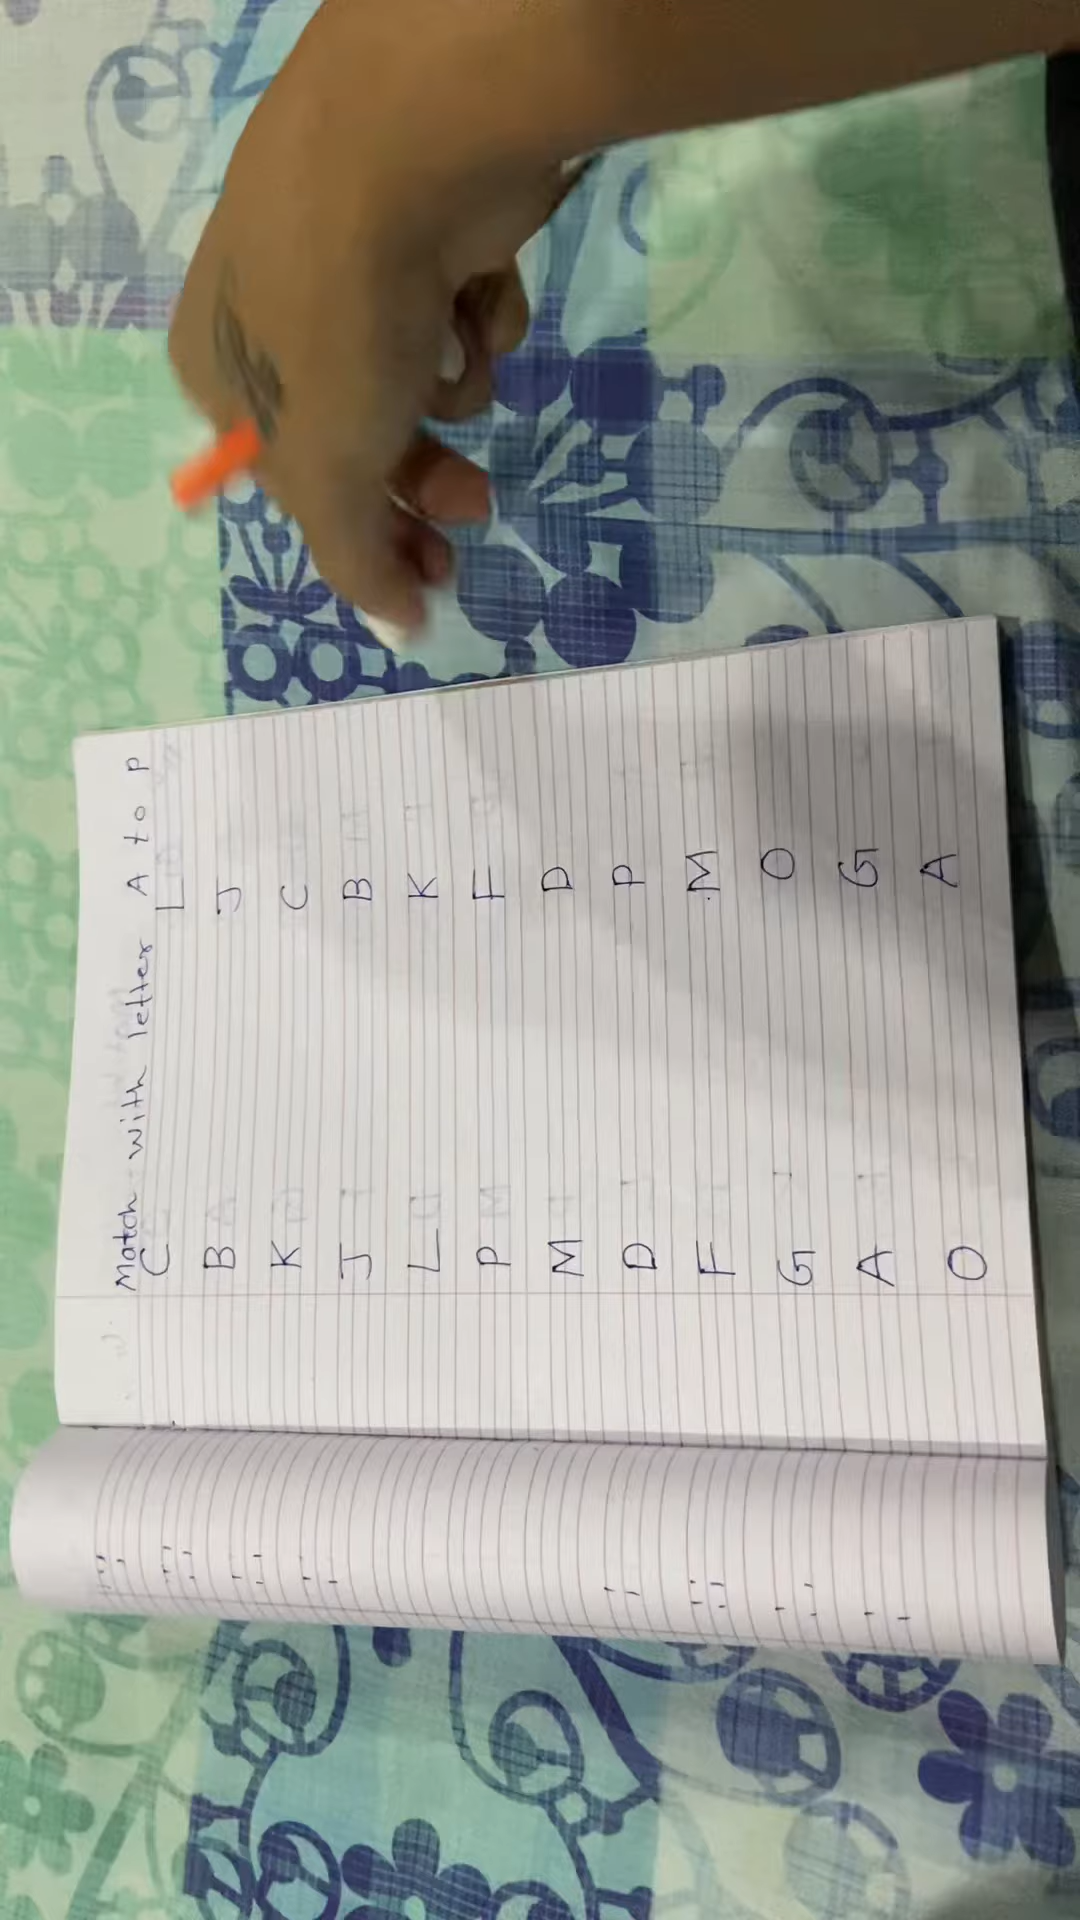 Match with letter A to P
C L
B J
K C
J B
L K
P F
M D
D P
F M
G O
A G
O A